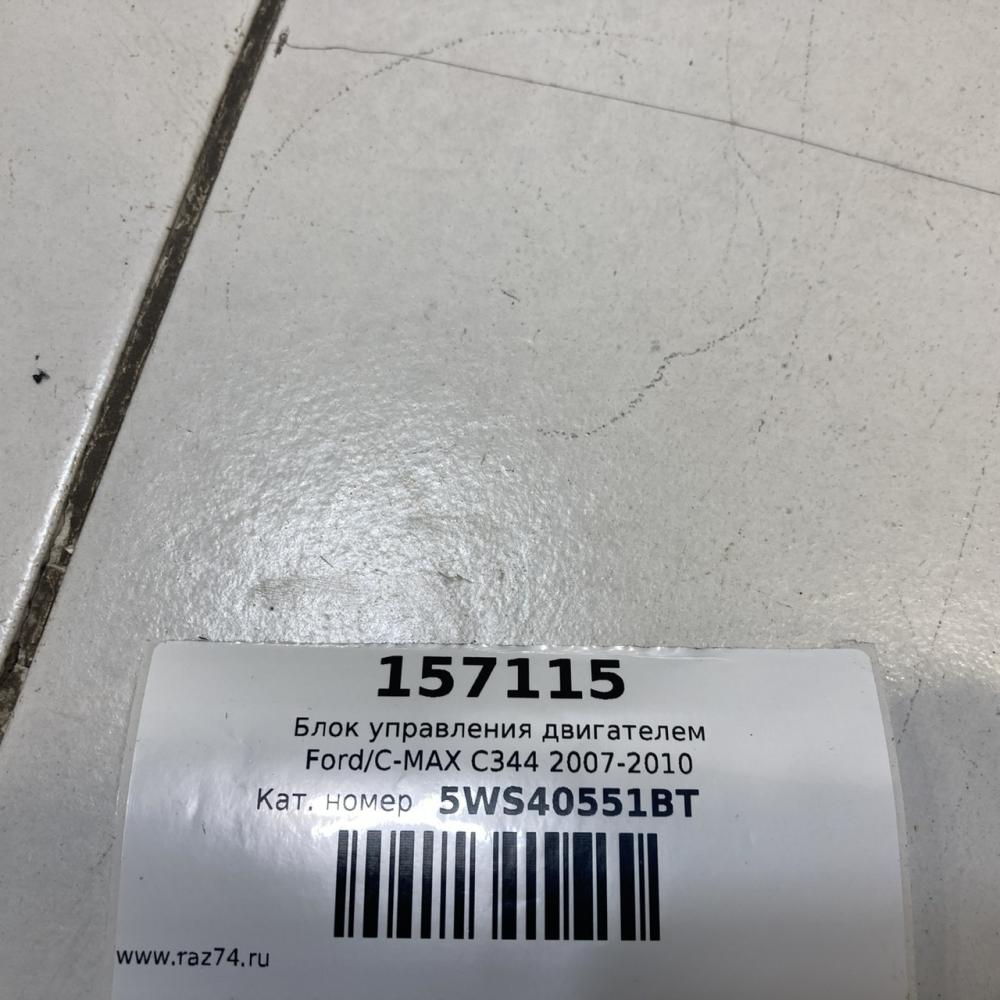 157115
Блок управления двигателем
Ford/C-MAX C344 2007-2010
Кат. номер 5WS40551BT
www.raz74.ru